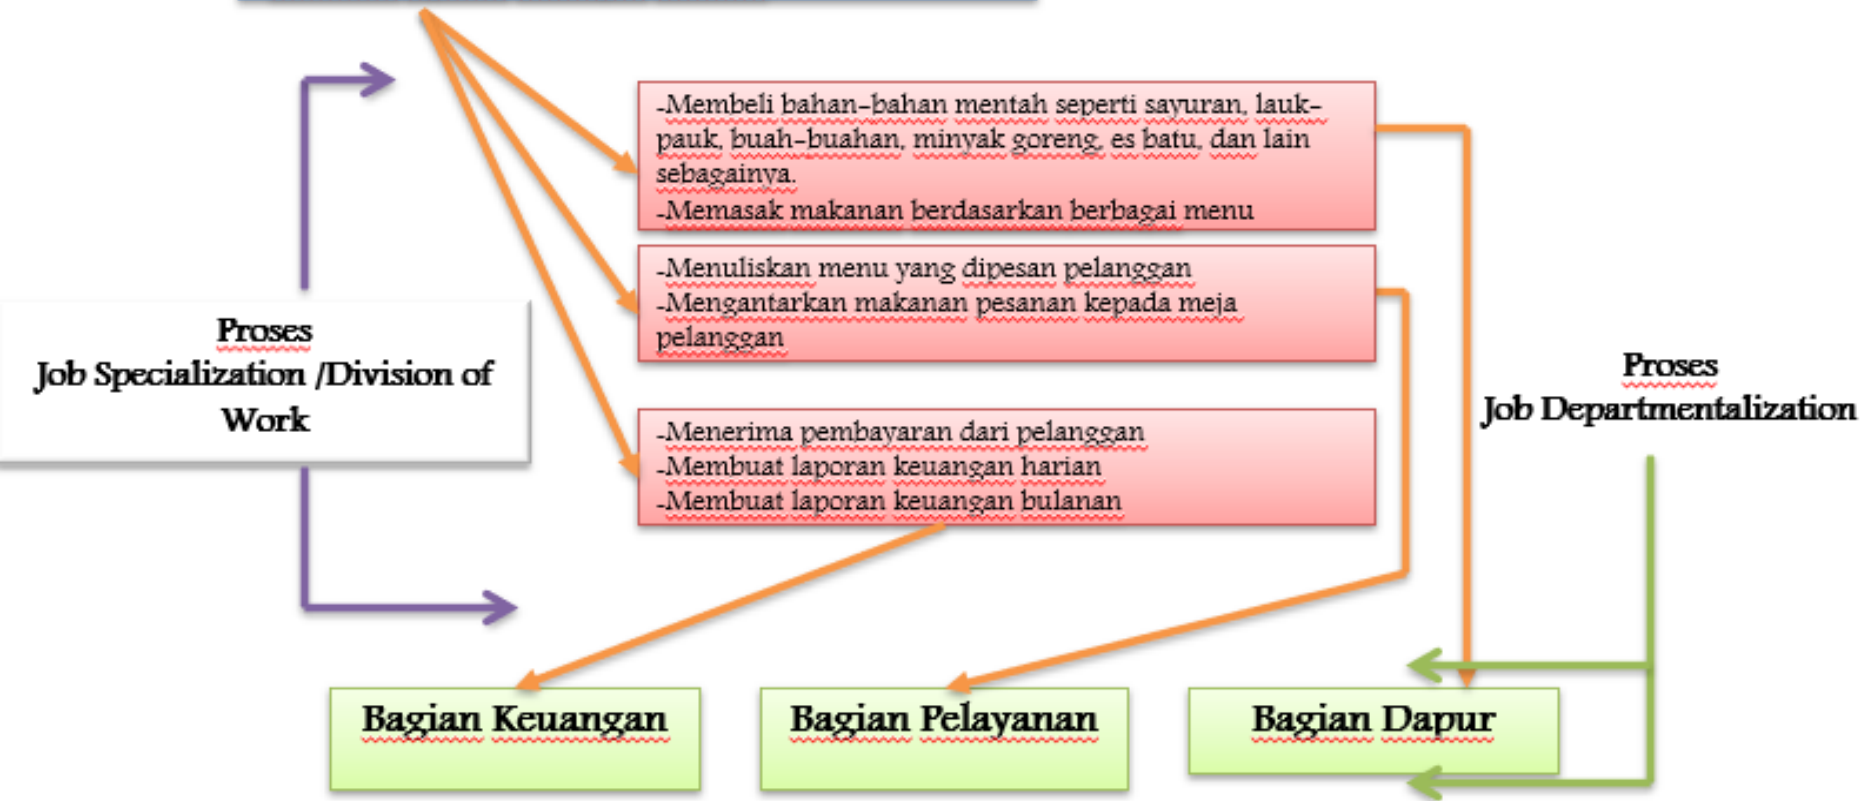 -Membeli bahan-bahan mentah seperti sayuran, lauk-
pauk, buah-buahan, minyak goreng, es batu, dan lain
sebagainya.
-Memasak makanan berdasarkan berbagai menu
-Menuliskan menu yang dipesan pelanggan
-Mengantarkan makanan pesanan kepada meja
pelanggan
Proses
Job Specialization /Division of
Work
Proses
Job Departmentalization
-Menerima pembayaran dari pelanggan
-Membuat laporan keuangan harian
-Membuat laporan keuangan bulanan
Bagian Keuangan
Bagian Pelayanan
Bagian Dapur